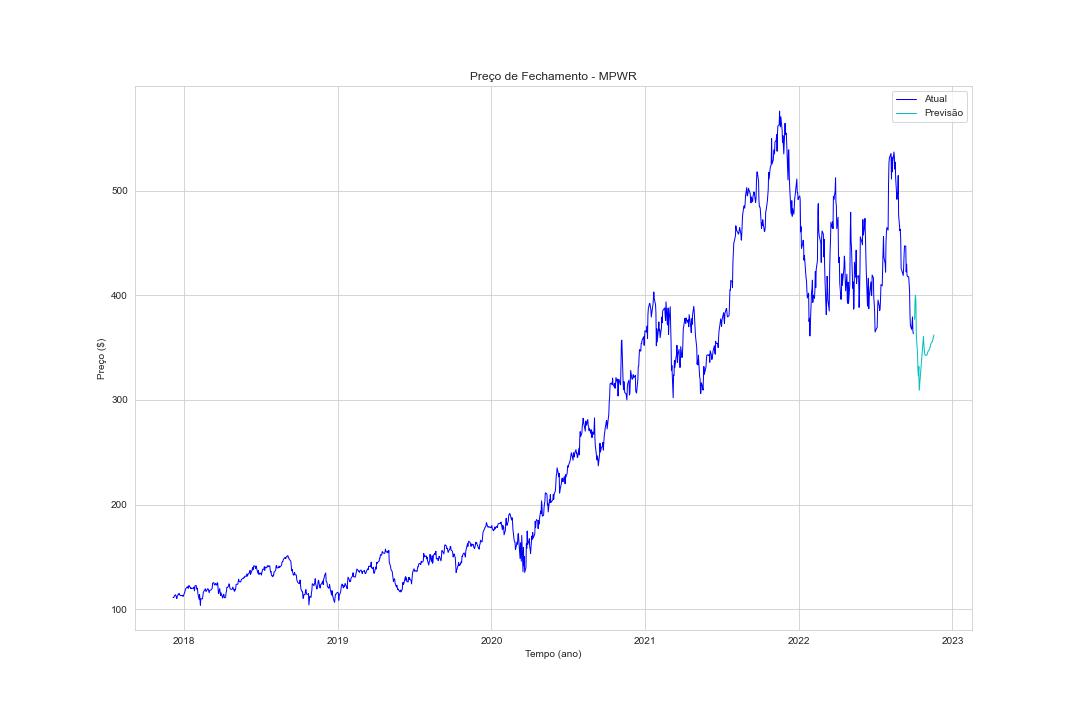 Preço de Fechamento - MPWR
Atual
Previsão
500
400
300
200
100
Preço ($)
2018
2019
2020
2021
2022
2023
Tempo (ano)